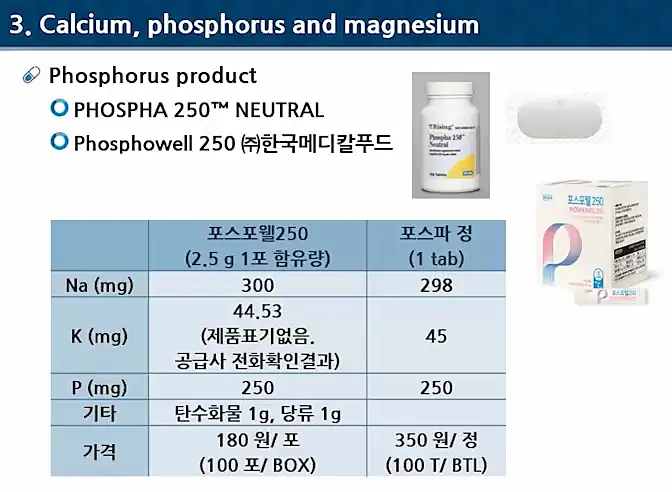 3. Calcium, phosphorus and magnesium
Phosphorus product
PHOSPHA 250™ NEUTRAL
Phosphowell 250 ㈜한국메디칼푸드
Rising
Phospha 250™
Neutral
포스포웰 250
포스포웰250 포스파 정
(2.5 g 1포 함유량) (1 tab)
Na (mg) 300 298
44.53
K (mg) (제품표기없음. 45
공급사 전화확인결과)
P (mg) 250 250
기타 탄수화물 1g, 당류 1g
가격 180 원/ 포 350 원/ 정
(100 포/ BOX) (100 T/ BTL)